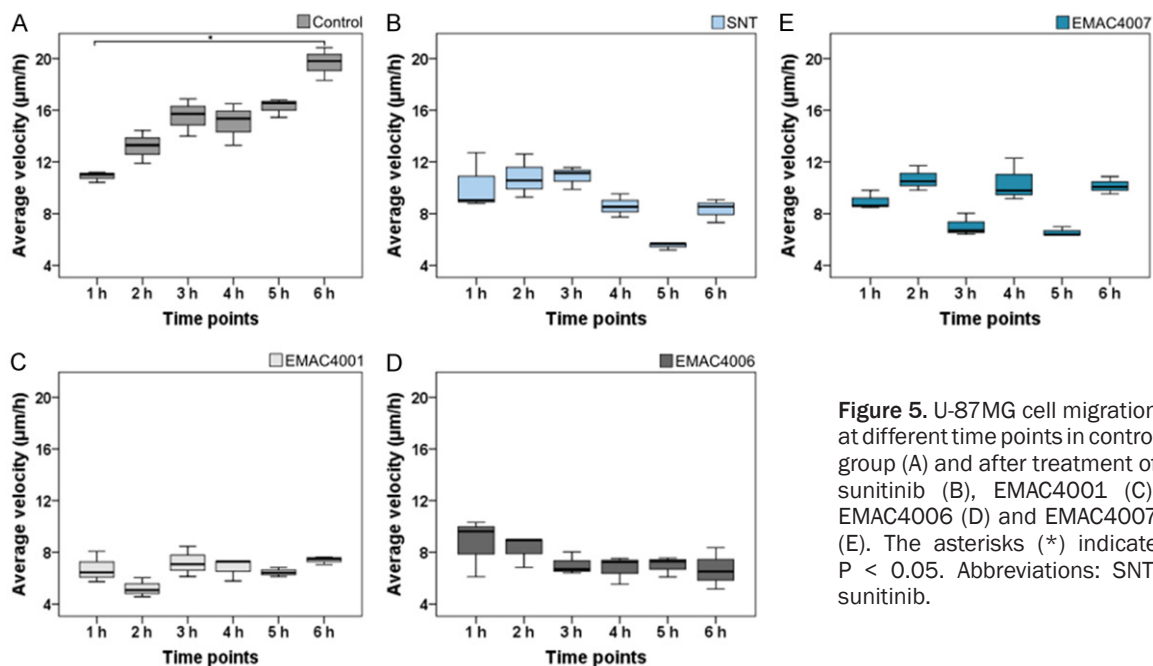 A
Control
*
20
16
12
8
4
Average velocity (µm/h)
1 h 2 h 3 h 4 h 5 h 6 h
Time points
B
SNT
20
16
12
8
4
Average velocity (µm/h)
1 h 2 h 3 h 4 h 5 h 6 h
Time points
E
EMAC4007
20
16
12
8
4
Average velocity (µm/h)
1 h 2 h 3 h 4 h 5 h 6 h
Time points
C
EMAC4001
20
16
12
8
4
Average velocity (µm/h)
1 h 2 h 3 h 4 h 5 h 6 h
Time points
D
EMAC4006
20
16
12
8
4
Average velocity (µm/h)
1 h 2 h 3 h 4 h 5 h 6 h
Time points
Figure 5. U-87MG cell migration
at different time points in contro
group (A) and after treatment of
sunitinib (B), EMAC4001 (C)
EMAC4006 (D) and EMAC4007
(E). The asterisks (*) indicate
P < 0.05. Abbreviations: SNT
sunitinib.